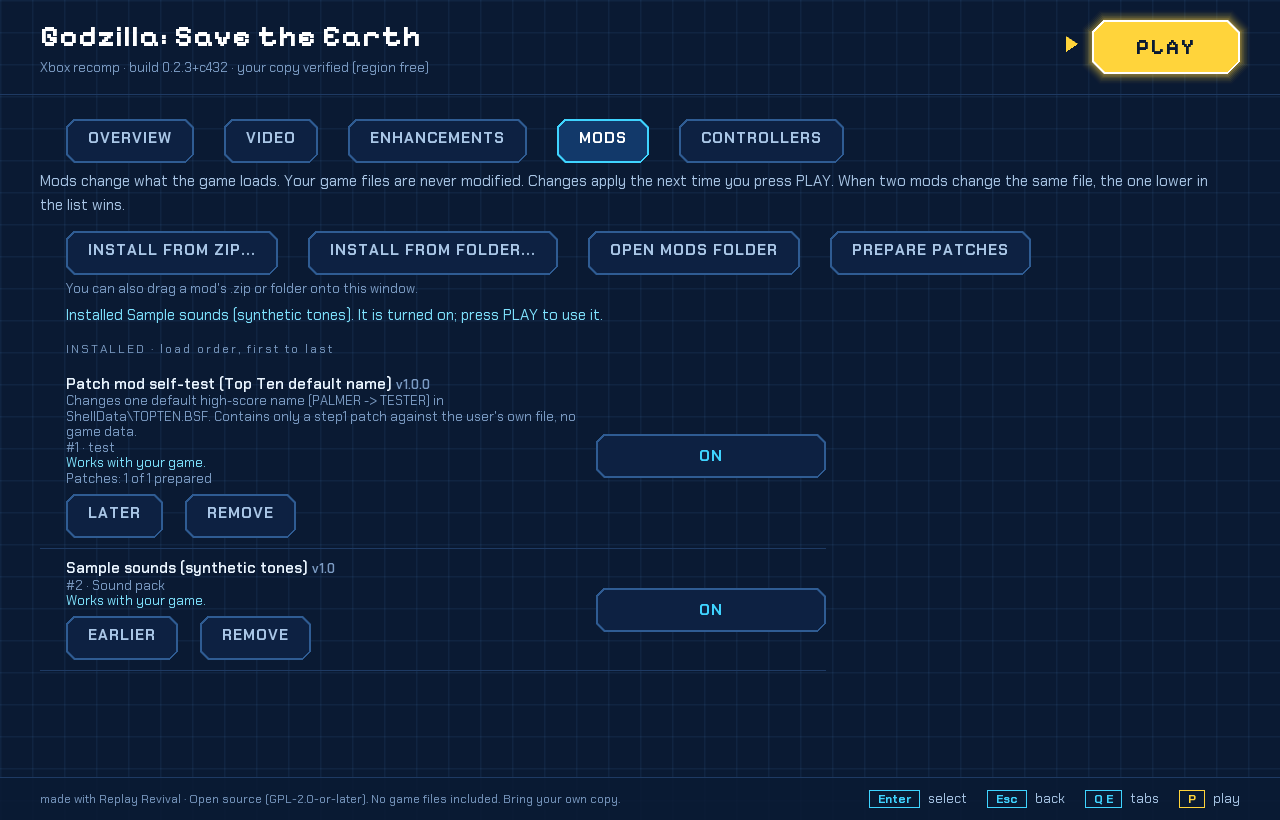 Godzilla: Save the Earth
Xbox recomp · build 0.2.3+c432 · your copy verified (region free)
PLAY
OVERVIEW
VIDEO
ENHANCEMENTS
MODS
CONTROLLERS
Mods change what the game loads. Your game files are never modified. Changes apply the next time you press PLAY. When two mods change the same file, the one lower in
the list wins.
INSTALL FROM ZIP...
INSTALL FROM FOLDER...
OPEN MODS FOLDER
PREPARE PATCHES
You can also drag a mod's .zip or folder onto this window.
Installed Sample sounds (synthetic tones). It is turned on; press PLAY to use it.
INSTALLED · load order, first to last
Patch mod self-test (Top Ten default name) v1.0.0
Changes one default high-score name (PALMER -> TESTER) in
ShellData\TOPTEN.BSF. Contains only a step1 patch against the user's own file, no
game data.
#1 · test
Works with your game.
Patches: 1 of 1 prepared
ON
LATER
REMOVE
Sample sounds (synthetic tones) v1.0
#2 · Sound pack
Works with your game.
ON
EARLIER
REMOVE
made with Replay Revival · Open source (GPL-2.0-or-later). No game files included. Bring your own copy.
Enter select
Esc back
Q E tabs
P play